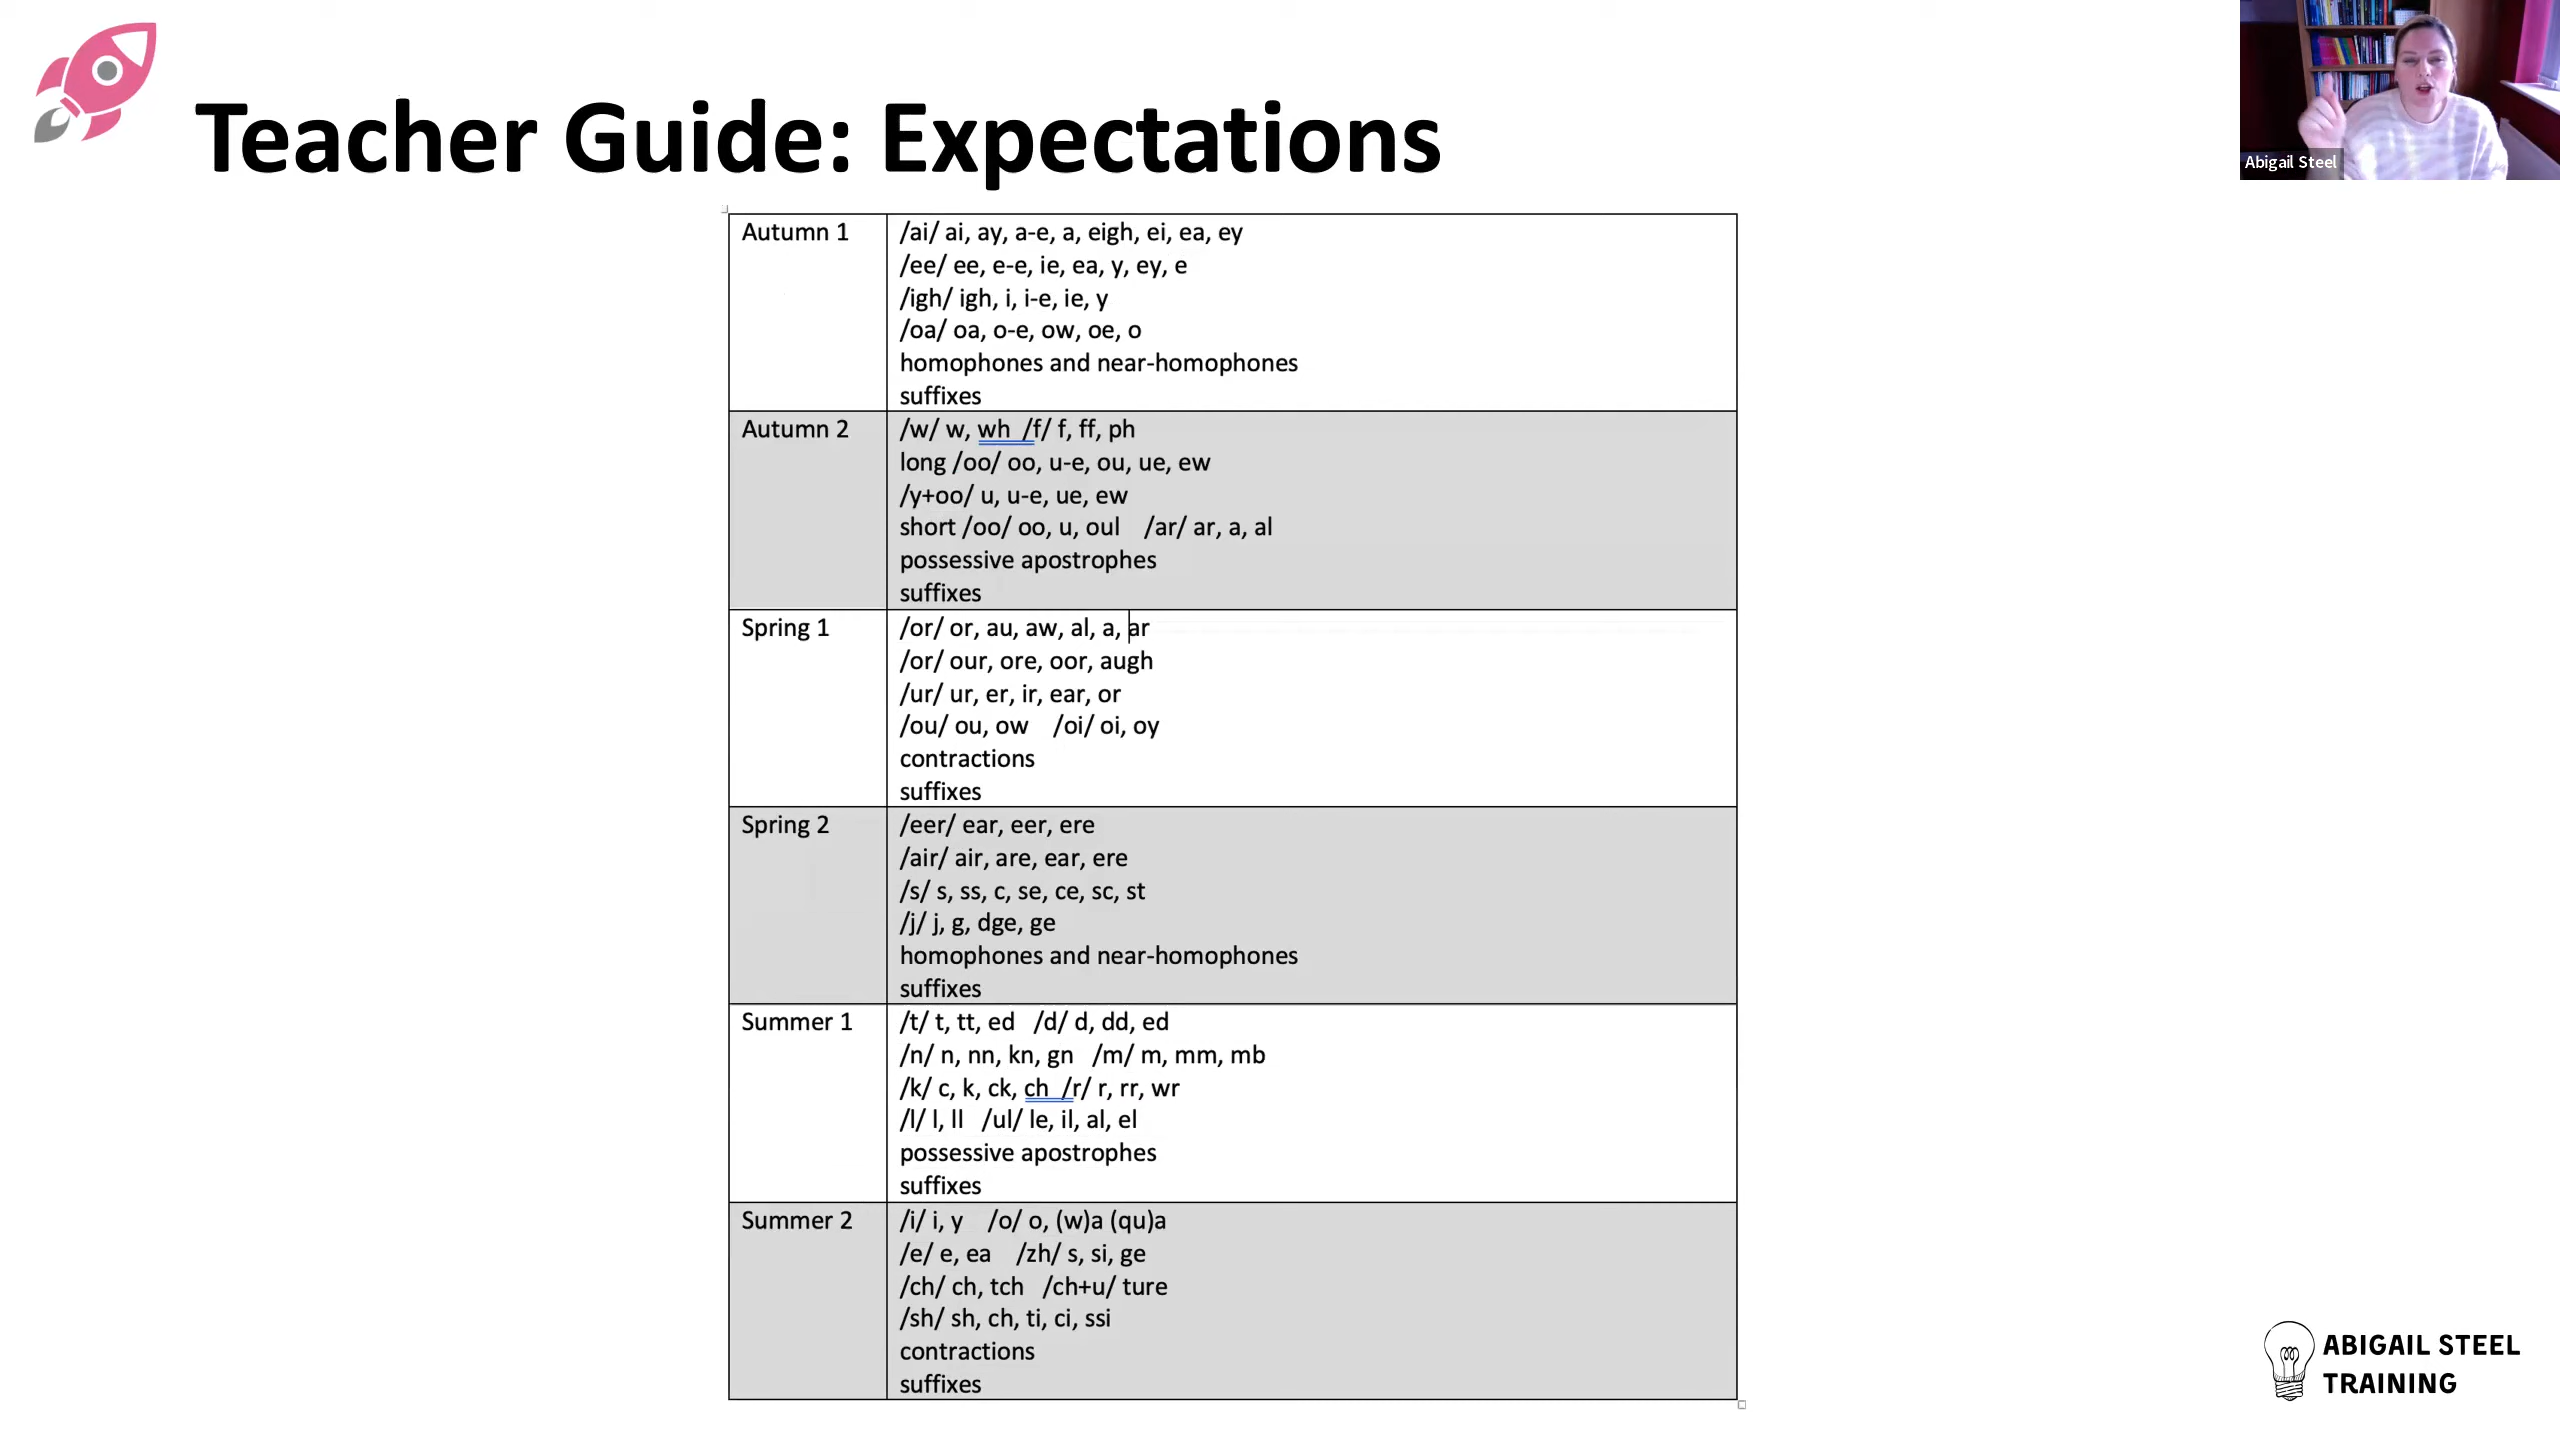 Teacher Guide: Expectations
Abigail Steel
Autumn 1
/ai/ ai, ay, a-e, a, eigh, ei, ea, ey
/ee/ ee, e-e, ie, ea, y, ey, e
/igh/ igh, i, i-e, ie, y
/oa/ oa, o-e, ow, oe, o
homophones and near-homophones
suffixes
Autumn 2
/w/ w, wh /f/ f, ff, ph
long /oo/ oo, u-e, ou, ue, ew
/y+oo/ u, u-e, ue, ew
short /oo/ oo, u, oul /ar/ ar, a, al
possessive apostrophes
suffixes
Spring 1
/or/ or, au, aw, al, a, ar
/or/ our, ore, oor, augh
/ur/ ur, er, ir, ear, or
/ou/ ou, ow /oi/ oi, oy
contractions
suffixes
Spring 2
/eer/ ear, eer, ere
/air/ air, are, ear, ere
/s/ s, ss, c, se, ce, sc, st
/j/ j, g, dge, ge
homophones and near-homophones
suffixes
Summer 1
/t/ t, tt, ed /d/ d, dd, ed
/n/ n, nn, kn, gn /m/ m, mm, mb
/k/ c, k, ck, ch /r/ r, rr, wr
/l/ l, ll /ul/ le, il, al, el
possessive apostrophes
suffixes
Summer 2
/i/ i, y /o/ o, (w)a (qu)a
/e/ e, ea /zh/ s, si, ge
/ch/ ch, tch /ch+u/ ture
/sh/ sh, ch, ti, ci, ssi
contractions
suffixes
ABIGAIL STEEL
TRAINING